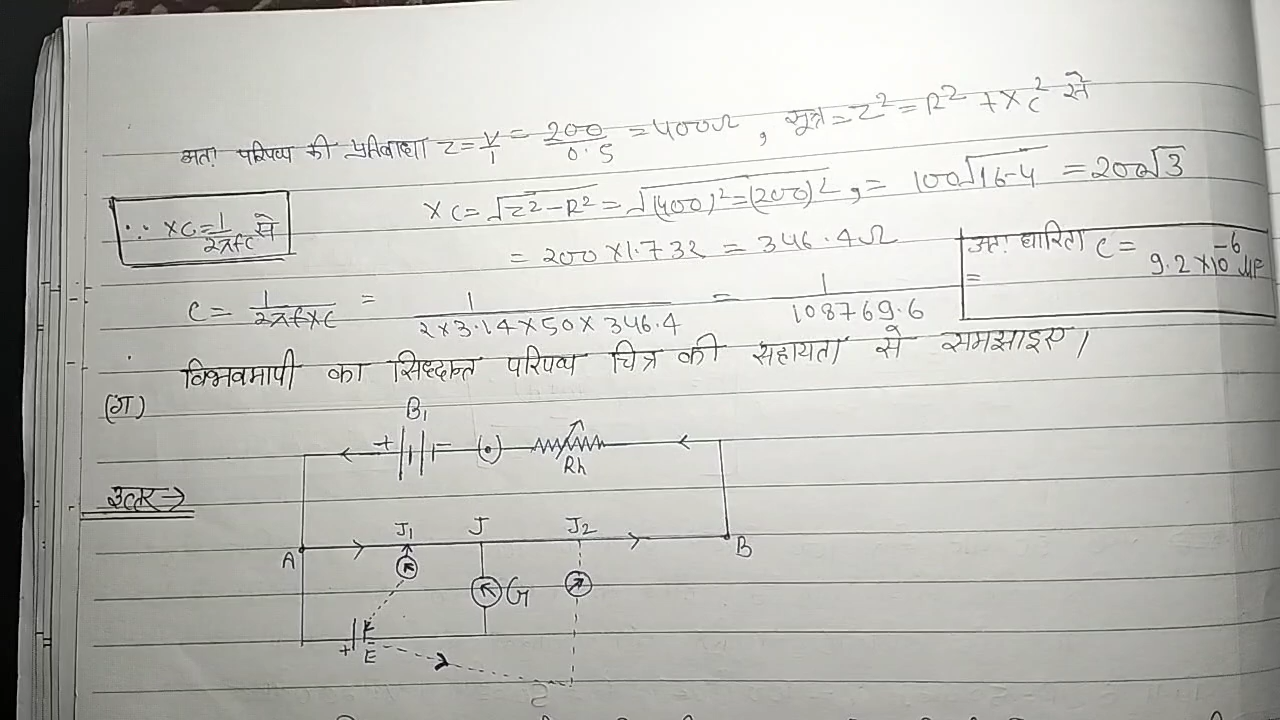 अतः परिपथ की प्रतिबाधा Z = V/I = 200/0.5 = 400Ω , सूत्र = Z² = R² + Xc² से
∵ XC = 1/2πfC से
XC = √Z² - R² = √(400)² = (200)² , = 100√16-4 = 200√3
= 200 X 1.732 = 346.4Ω
अतः धारिता C =
= 9.2 X 10⁻⁶ μF
C = 1/2πfXC = 1/2 X 3.14 X 50 X 346.4 = 1/108769.6
विभवमापी का सिध्दान्त परिपथ चित्र की सहायता से समझाइए।
(ग)
B₁
+ -
( • )
Rh
उत्तर →
J₁ J J₂
A B
G
+ E
2